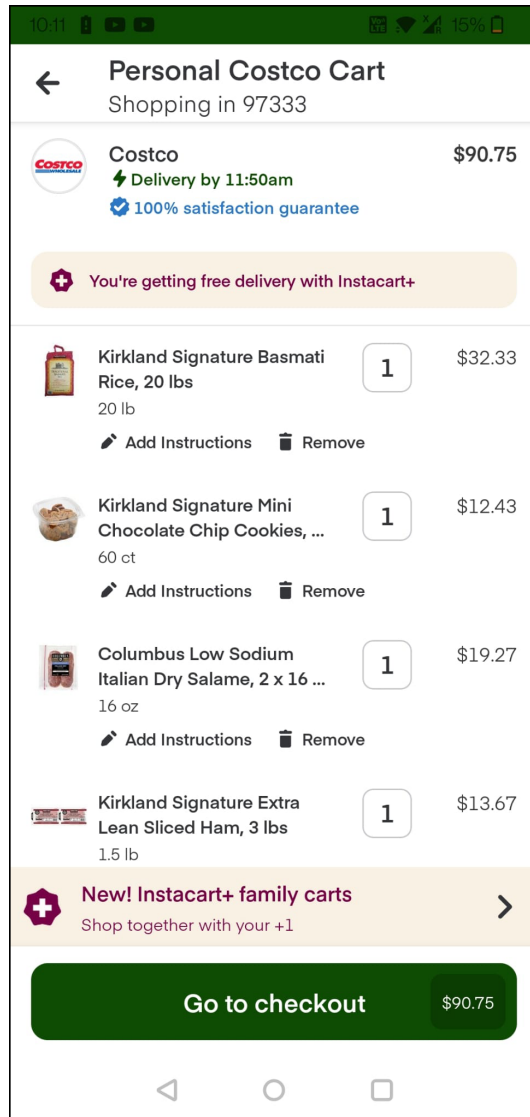 10:11
15%
Personal Costco Cart
Shopping in 97333
COSTCO
WHOLESALE
Costco
$90.75
Delivery by 11:50am
100% satisfaction guarantee
You're getting free delivery with Instacart+
Kirkland Signature Basmati
Rice, 20 lbs
1
$32.33
20 lb
Add Instructions
Remove
Kirkland Signature Mini
Chocolate Chip Cookies, ...
1
$12.43
60 ct
Add Instructions
Remove
Columbus Low Sodium
Italian Dry Salame, 2 x 16 ...
1
$19.27
16 oz
Add Instructions
Remove
Kirkland Signature Extra
Lean Sliced Ham, 3 lbs
1
$13.67
1.5 lb
New! Instacart+ family carts
Shop together with your +1
Go to checkout
$90.75